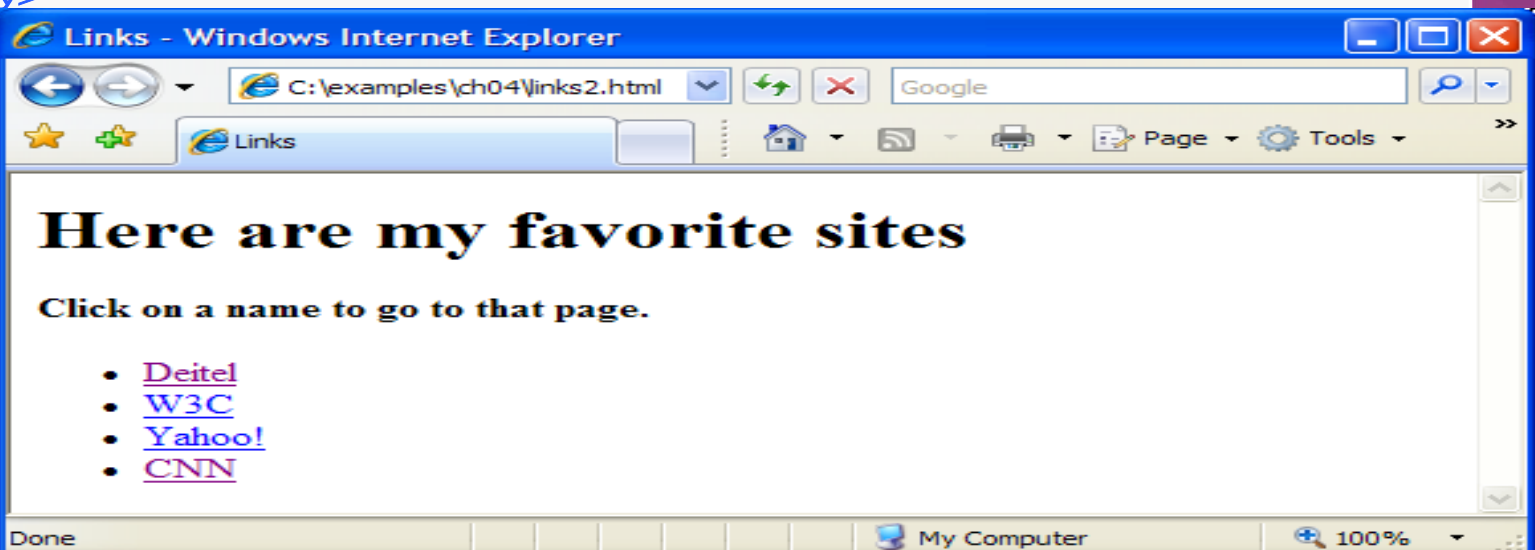 y>
Links - Windows Internet Explorer
C:\examples\ch04\links2.html Google
Links Page Tools »
Here are my favorite sites
Click on a name to go to that page.
• Deitel
• W3C
• Yahoo!
• CNN
Done My Computer 100%